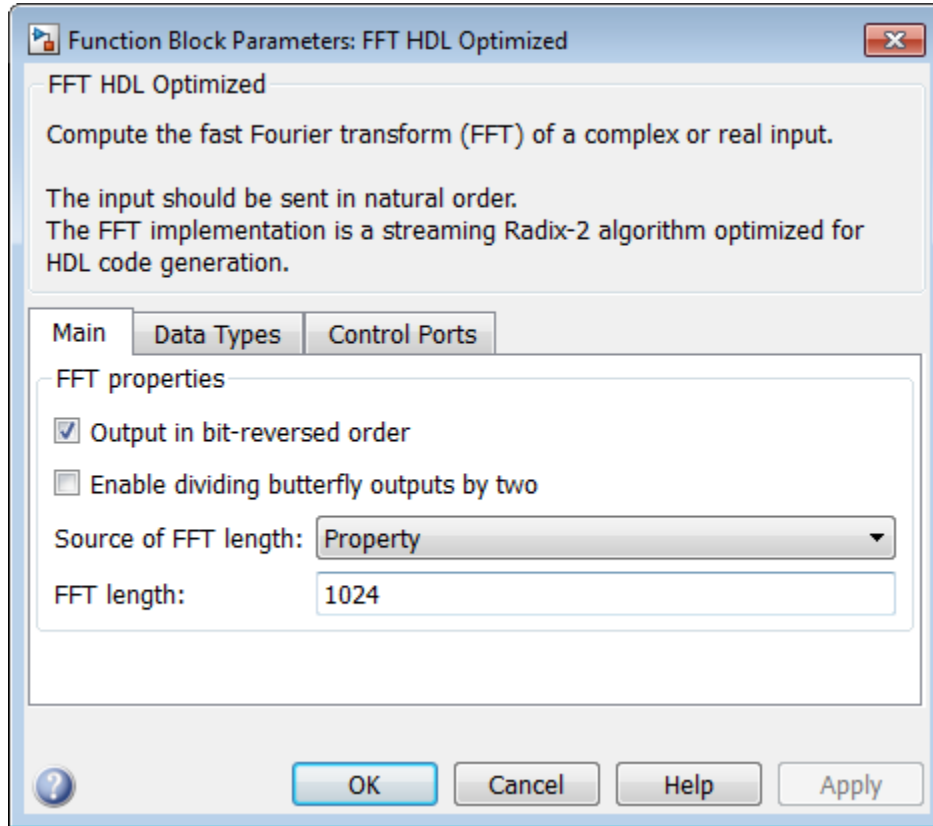 Function Block Parameters: FFT HDL Optimized
FFT HDL Optimized
Compute the fast Fourier transform (FFT) of a complex or real input.
The input should be sent in natural order.
The FFT implementation is a streaming Radix-2 algorithm optimized for
HDL code generation.
Main Data Types Control Ports
FFT properties
Output in bit-reversed order
Enable dividing butterfly outputs by two
Source of FFT length: Property
FFT length: 1024
? OK Cancel Help Apply